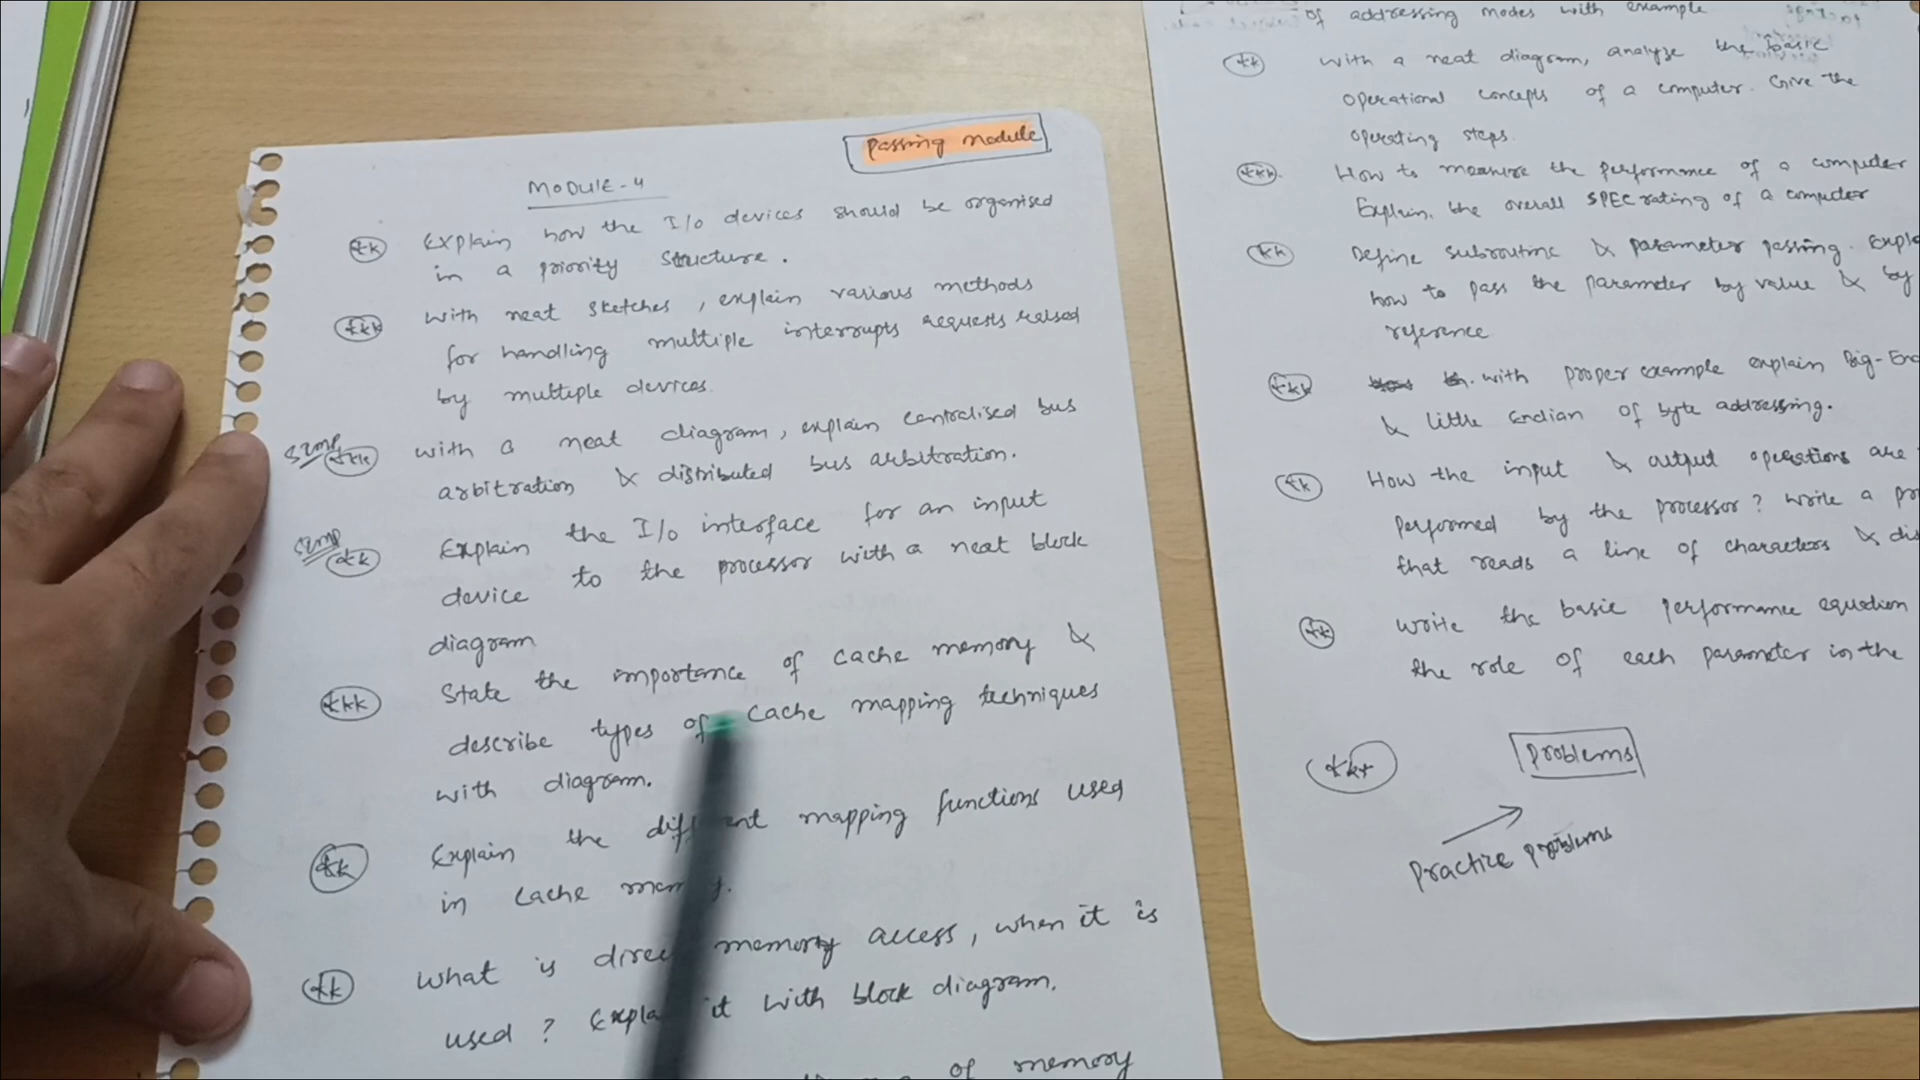 Passing Module
MODULE-4
** Explain how the I/o devices should be organised
in a priority structure.
*** with neat sketches, explain various methods
for handling multiple interrupts requests raised
by multiple devices.
*** with a neat diagram, explain centralised bus
arbitration & distributed bus arbitration.
** Explain the I/o interface for an input
device to the processor with a neat block
diagram
*** State the importance of cache memory &
describe types of cache mapping techniques
with diagram.
** Explain the different mapping functions used
in cache
** what is direct memory access, when it is
used ? Explain it with block diagram.
of memory
of addressing modes with example
** with a neat diagram, analyze the basic
operational concepts of a computer. Give the
operating steps.
*** How to measure the performance of a computer
Explain. the overall SPEC rating of a computer
** Define subroutine & parameter passing.
how to pass the parameter by value & by
reference
*** with proper example explain Big-
& little Endian of byte addressing.
** How the input & output operations are
performed by the processor? write a
that reads a line of characters &
** write the basic performance equation
the role of each parameter in the
*** Problems
Practice problems